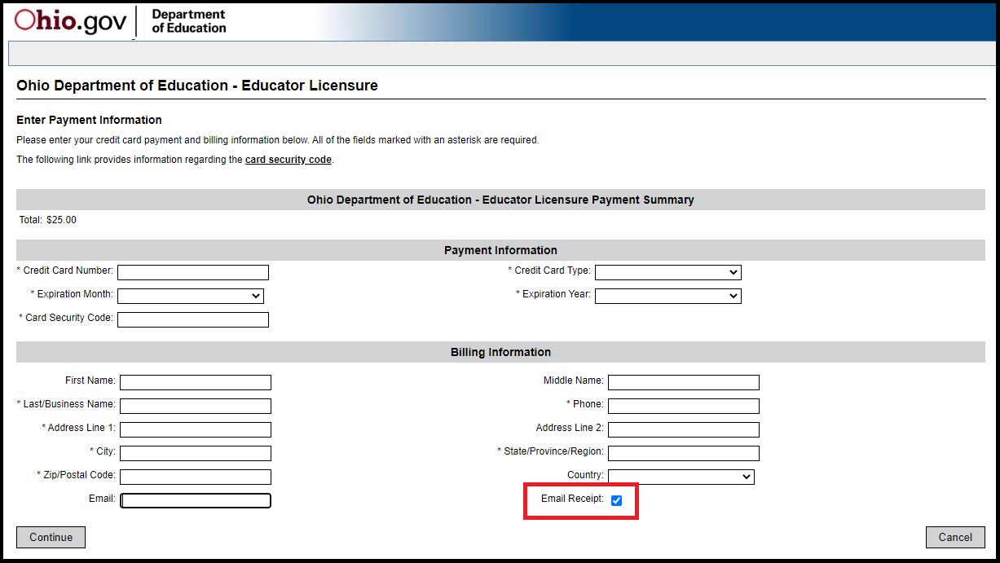 Ohio.gov
Department
of Education
Ohio Department of Education - Educator Licensure
Enter Payment Information
Please enter your credit card payment and billing information below. All of the fields marked with an asterisk are required.
The following link provides information regarding the card security code.
Ohio Department of Education - Educator Licensure Payment Summary
Total: $25.00
Payment Information
* Credit Card Number:
* Credit Card Type:
* Expiration Month:
* Expiration Year:
* Card Security Code:
Billing Information
First Name:
Middle Name:
* Last/Business Name:
* Phone:
* Address Line 1:
Address Line 2:
* City:
* State/Province/Region:
* Zip/Postal Code:
Country:
Email:
Email Receipt:
Continue
Cancel